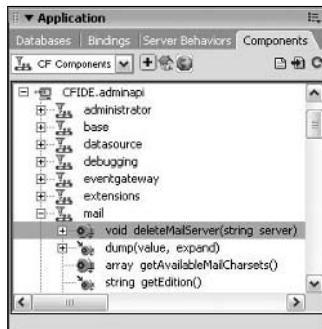 Application
Databases Bindings Server Behaviors Components
CF Components
CFIDE.adminapi
administrator
base
datasource
debugging
eventgateway
extensions
mail
void deleteMailServer(string server)
dump(value, expand)
array getAvailableMailCharsets()
string getEdition()